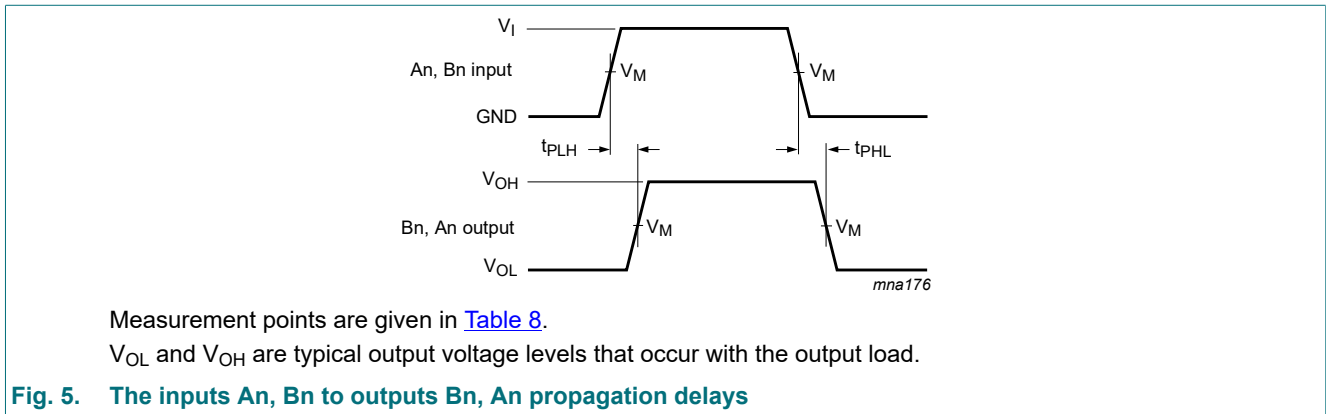 VI
An, Bn input
VM
VM
GND
tPLH
tPHL
VOH
Bn, An output
VM
VM
VOL
mna176
Measurement points are given in Table 8.
VOL and VOH are typical output voltage levels that occur with the output load.
Fig. 5. The inputs An, Bn to outputs Bn, An propagation delays